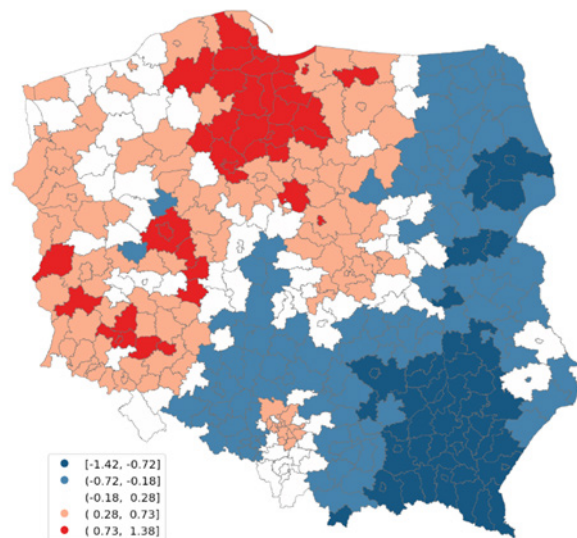 [-1.42, -0.72]
(-0.72, -0.18]
(-0.18,  0.28]
( 0.28,  0.73]
( 0.73,  1.38]